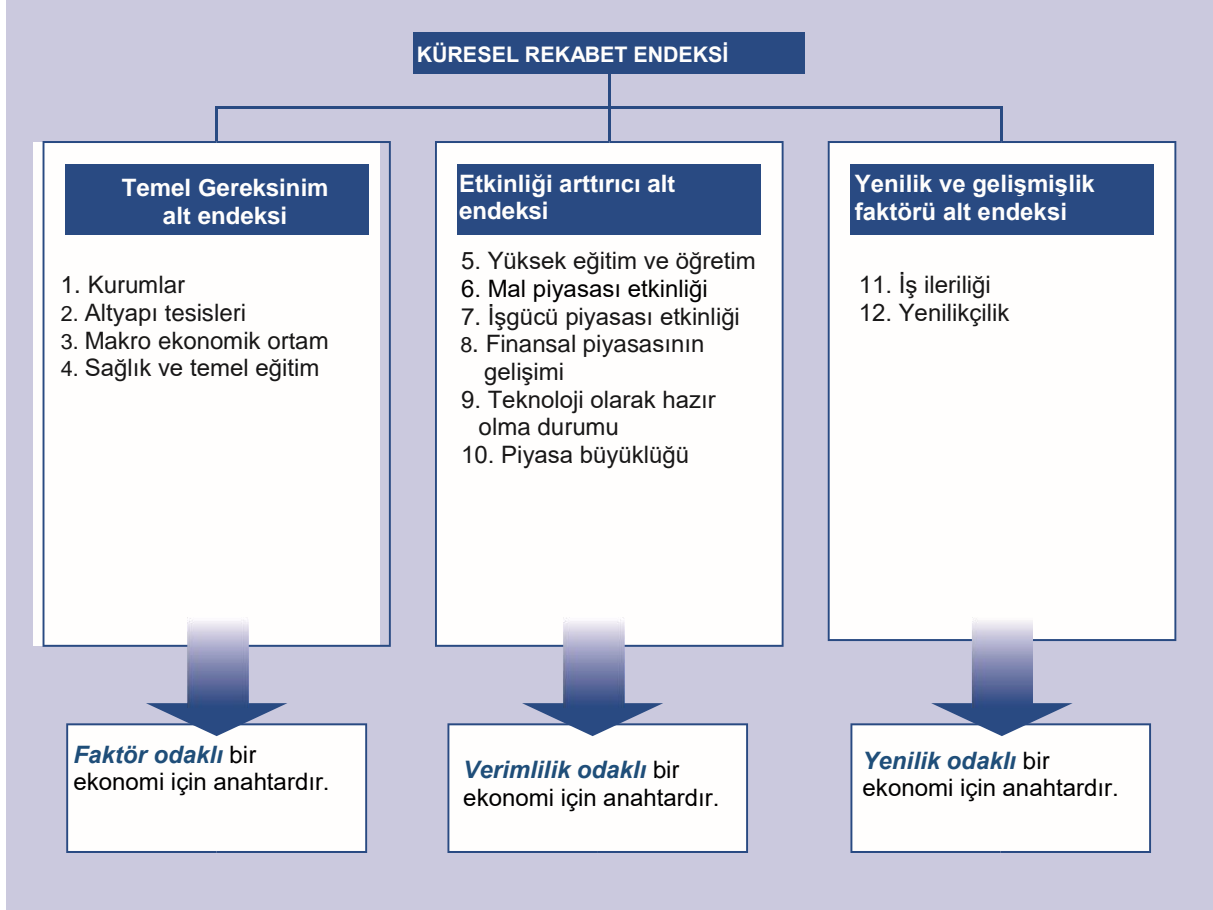 KÜRESEL REKABET ENDEKSİ
Temel Gereksinim
alt endeksi
1. Kurumlar
2. Altyapı tesisleri
3. Makro ekonomik ortam
4. Sağlık ve temel eğitim
Faktör odaklı bir
ekonomi için anahtardır.
Etkinliği arttırıcı alt
endeksi
5. Yüksek eğitim ve öğretim
6. Mal piyasası etkinliği
7. İşgücü piyasası etkinliği
8. Finansal piyasasının
gelişimi
9. Teknoloji olarak hazır
olma durumu
10. Piyasa büyüklüğü
Verimlilik odaklı bir
ekonomi için anahtardır.
Yenilik ve gelişmişlik
faktörü alt endeksi
11. İş ileriliği
12. Yenilikçilik
Yenilik odaklı bir
ekonomi için anahtardır.